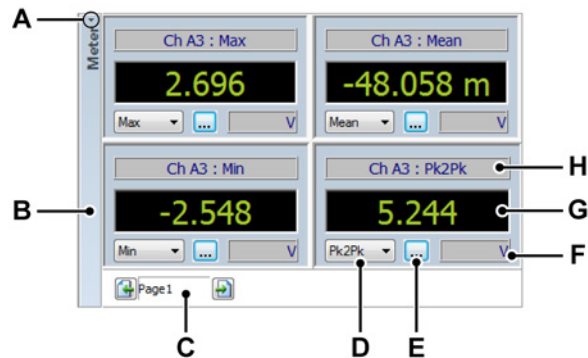 A
Meter
Ch A3 : Max
Ch A3 : Mean
2.696
-48.058 m
Max
...
V
Mean
...
V
Ch A3 : Min
Ch A3 : Pk2Pk
H
B
-2.548
5.244
G
Min
...
V
Pk2Pk
...
V
F
Page1
C
D
E